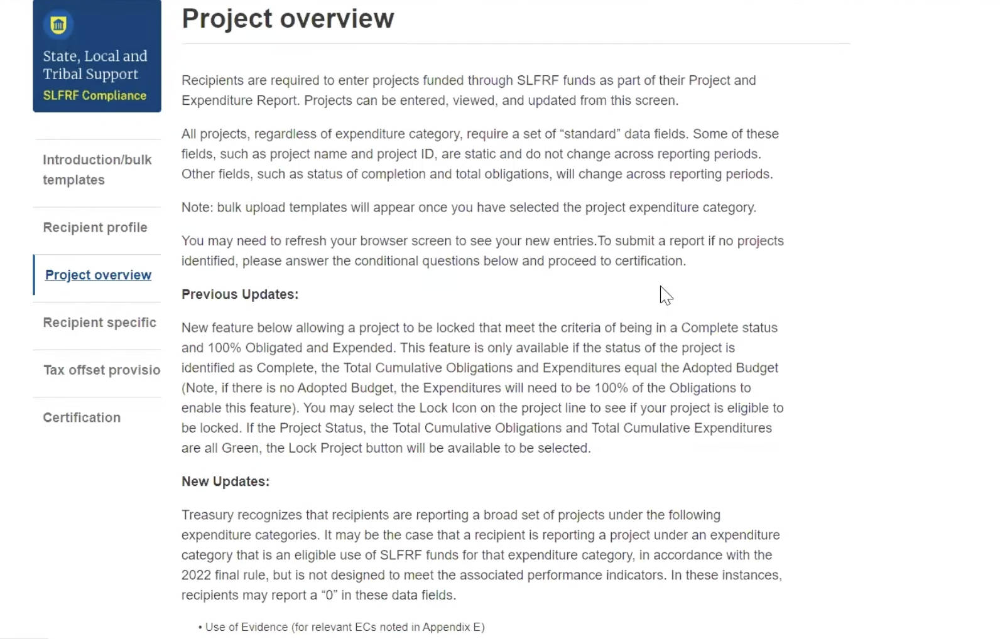 Project overview
State, Local and
Tribal Support
SLFRF Compliance
Introduction/bulk
templates
Recipient profile
Project overview
Recipient specific
Tax offset provisio
Certification
Recipients are required to enter projects funded through SLFRF funds as part of their Project and
Expenditure Report. Projects can be entered, viewed, and updated from this screen.
All projects, regardless of expenditure category, require a set of “standard” data fields. Some of these
fields, such as project name and project ID, are static and do not change across reporting periods.
Other fields, such as status of completion and total obligations, will change across reporting periods.
Note: bulk upload templates will appear once you have selected the project expenditure category.
You may need to refresh your browser screen to see your new entries.To submit a report if no projects
identified, please answer the conditional questions below and proceed to certification.
Previous Updates:
New feature below allowing a project to be locked that meet the criteria of being in a Complete status
and 100% Obligated and Expended. This feature is only available if the status of the project is
identified as Complete, the Total Cumulative Obligations and Expenditures equal the Adopted Budget
(Note, if there is no Adopted Budget, the Expenditures will need to be 100% of the Obligations to
enable this feature). You may select the Lock Icon on the project line to see if your project is eligible to
be locked. If the Project Status, the Total Cumulative Obligations and Total Cumulative Expenditures
are all Green, the Lock Project button will be available to be selected.
New Updates:
Treasury recognizes that recipients are reporting a broad set of projects under the following
expenditure categories. It may be the case that a recipient is reporting a project under an expenditure
category that is an eligible use of SLFRF funds for that expenditure category, in accordance with the
2022 final rule, but is not designed to meet the associated performance indicators. In these instances,
recipients may report a “0” in these data fields.
• Use of Evidence (for relevant ECs noted in Appendix E)